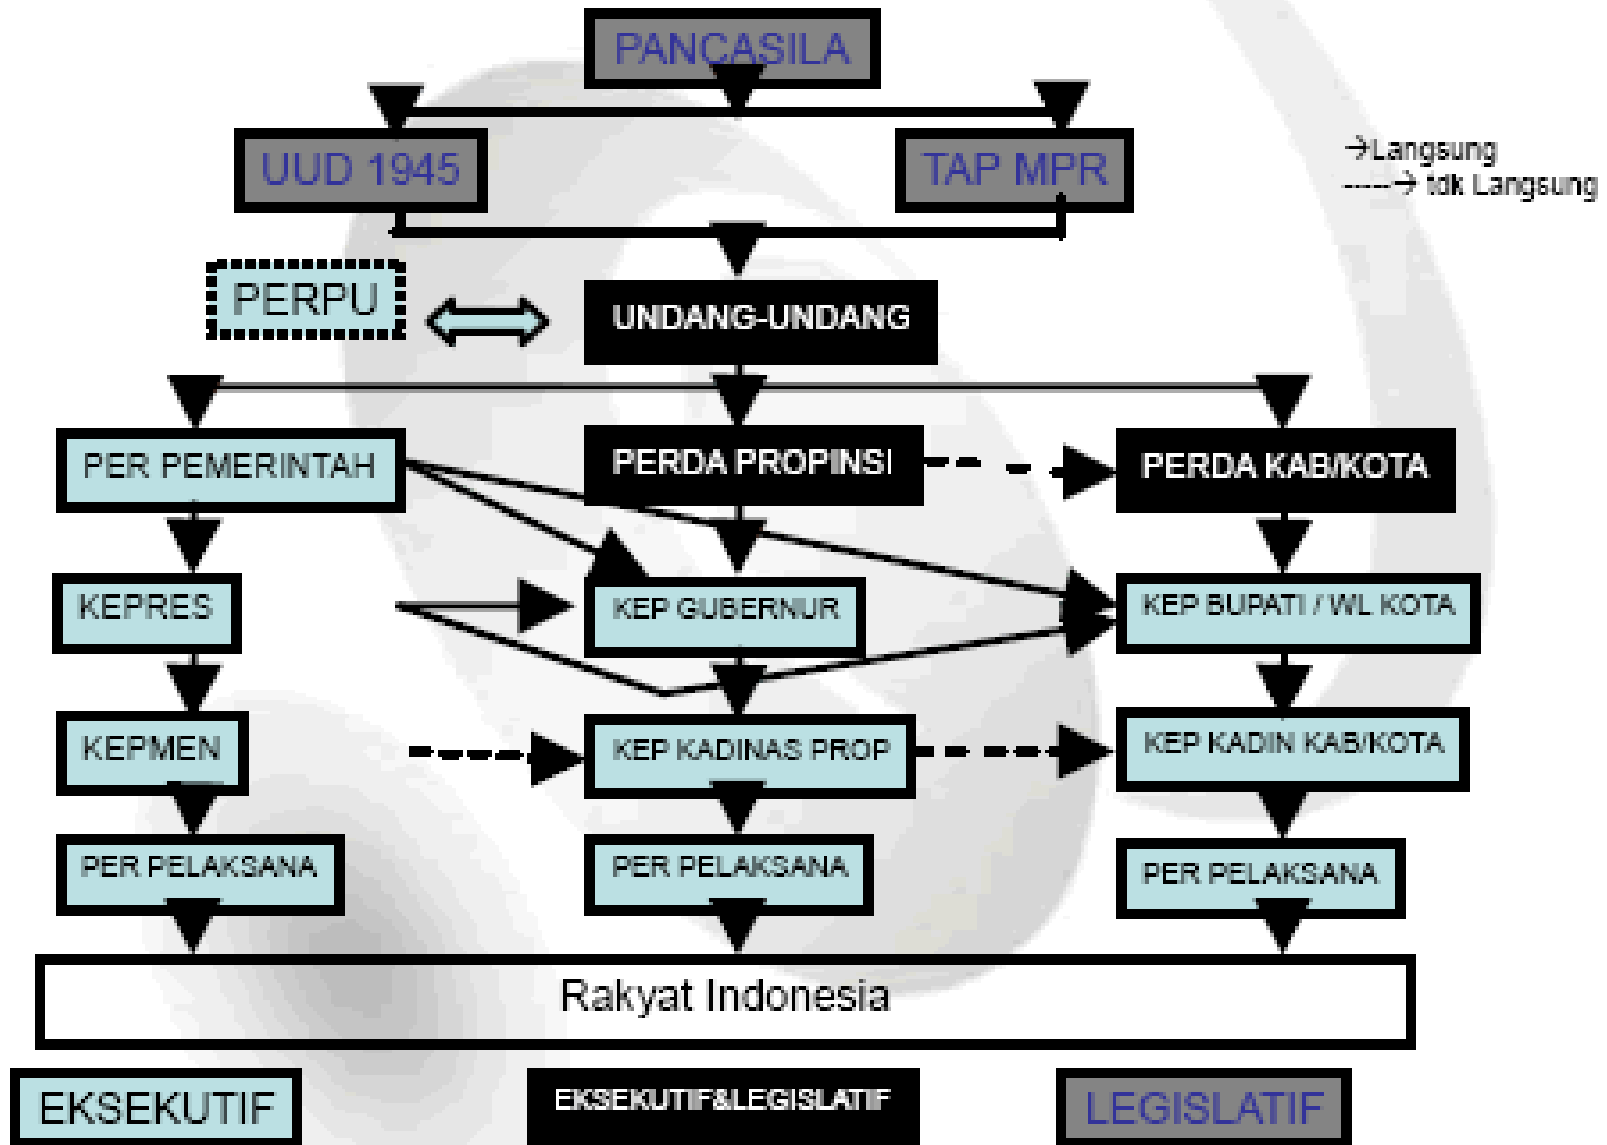 PANCASILA
UUD 1945
TAP MPR
→Langsung
-----→ tdk Langsung
PERPU
UNDANG-UNDANG
PER PEMERINTAH
PERDA PROPINSI
PERDA KAB/KOTA
KEPRES
KEP GUBERNUR
KEP BUPATI / WL KOTA
KEPMEN
KEP KADINAS PROP
KEP KADIN KAB/KOTA
PER PELAKSANA
PER PELAKSANA
PER PELAKSANA
Rakyat Indonesia
EKSEKUTIF
EKSEKUTIF&LEGISLATIF
LEGISLATIF